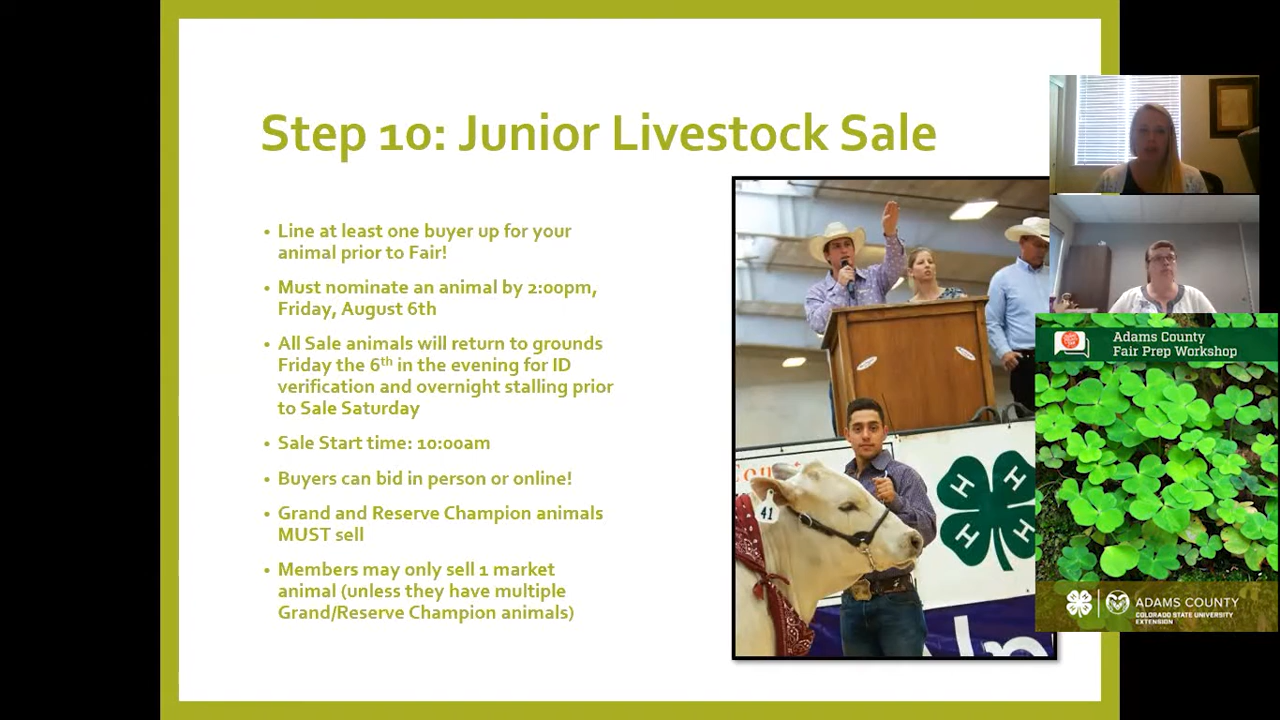 Step 10: Junior Livestock Sale
• Line at least one buyer up for your
animal prior to Fair!
• Must nominate an animal by 2:00pm,
Friday, August 6th
• All Sale animals will return to grounds
Friday the 6th in the evening for ID
verification and overnight stalling prior
to Sale Saturday
• Sale Start time: 10:00am
• Buyers can bid in person or online!
• Grand and Reserve Champion animals
MUST sell
• Members may only sell 1 market
animal (unless they have multiple
Grand/Reserve Champion animals)
41
H H
H H
Adams County
Fair Prep Workshop
ADAMS COUNTY
COLORADO STATE UNIVERSITY
EXTENSION